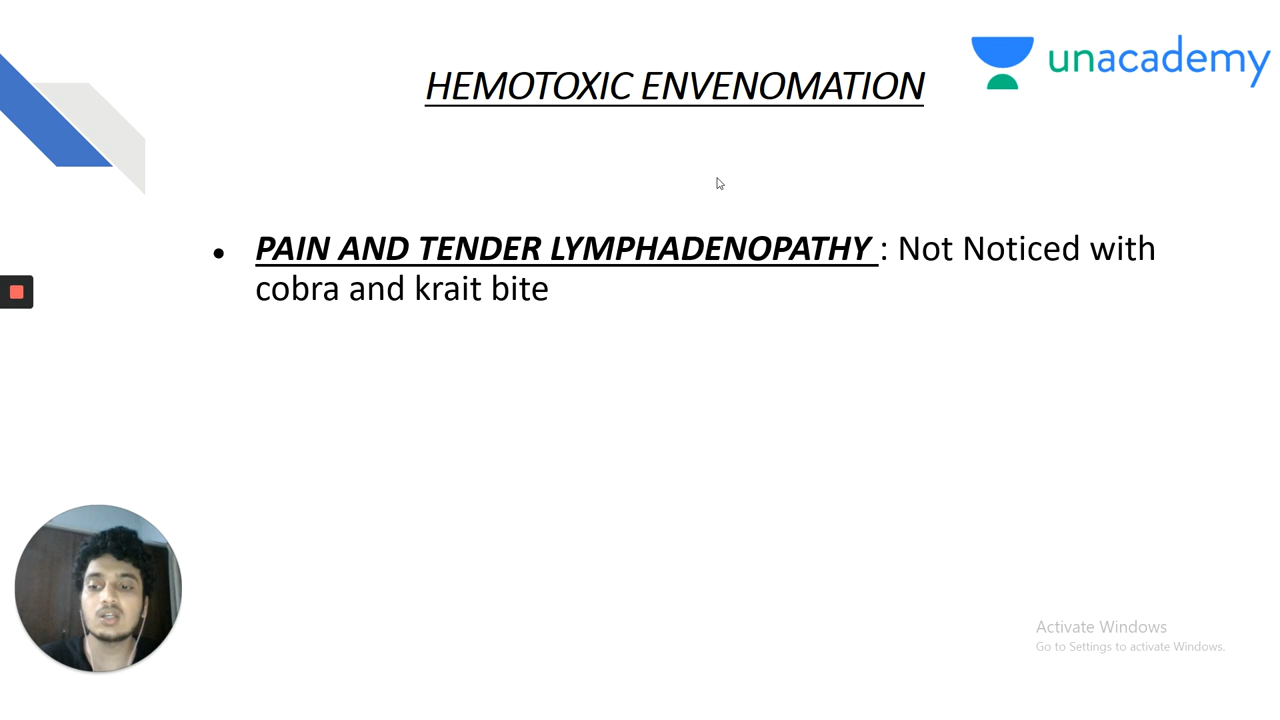 unacademy
HEMOTOXIC ENVENOMATION
• PAIN AND TENDER LYMPHADENOPATHY : Not Noticed with
cobra and krait bite
Activate Windows
Go to Settings to activate Windows.